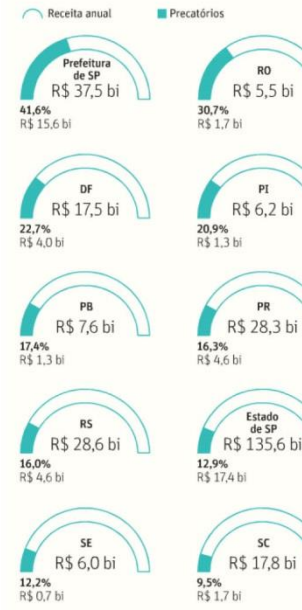 Receita anual
Precatórios
Prefeitura
de SP
R$ 37,5 bi
41,6%
R$ 15,6 bi
RO
R$ 5,5 bi
30,7%
R$ 1,7 bi
DF
R$ 17,5 bi
22,7%
R$ 4,0 bi
PI
R$ 6,2 bi
20,9%
R$ 1,3 bi
PB
R$ 7,6 bi
17,4%
R$ 1,3 bi
PR
R$ 28,3 bi
16,3%
R$ 4,6 bi
RS
R$ 28,6 bi
16,0%
R$ 4,6 bi
Estado
de SP
R$ 135,6 bi
12,9%
R$ 17,4 bi
SE
R$ 6,0 bi
12,2%
R$ 0,7 bi
SC
R$ 17,8 bi
9,5%
R$ 1,7 bi